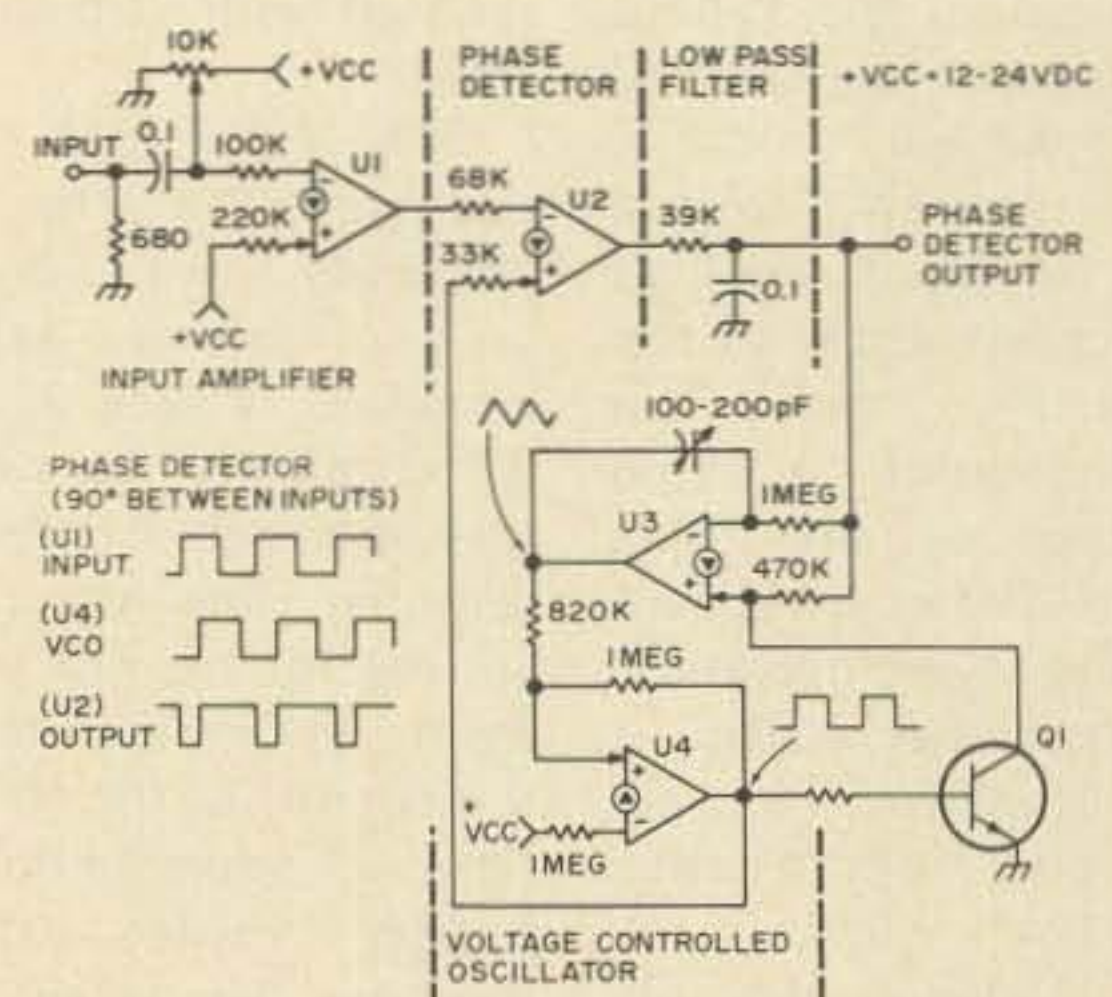 10K
+VCC
PHASE
DETECTOR
LOW PASS
FILTER
+VCC = 12-24VDC
INPUT
0.1
100K
U1
680
220K
+VCC
INPUT AMPLIFIER
68K
U2
33K
39K
0.1
PHASE
DETECTOR
OUTPUT
100-200pF
PHASE DETECTOR
(90° BETWEEN INPUTS)
(U1)
INPUT
(U4)
VCO
(U2)
OUTPUT
U3
1MEG
470K
820K
1MEG
U4
Q1
+
VCC
1MEG
VOLTAGE CONTROLLED
OSCILLATOR